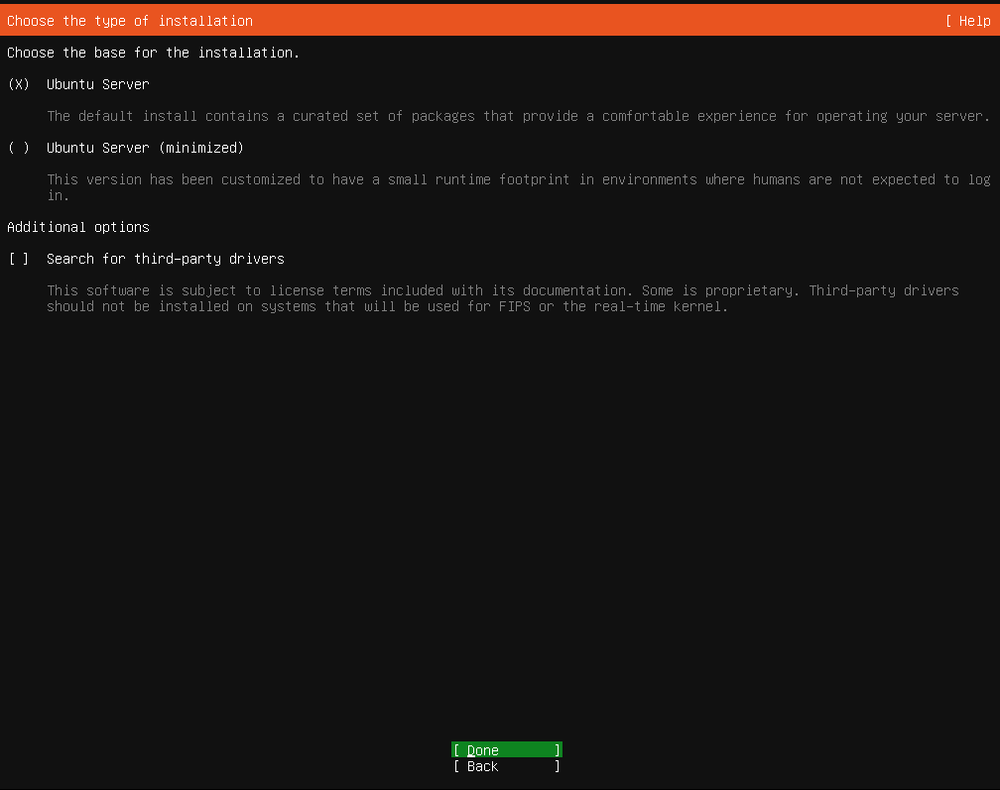 Choose the type of installation [ Help
Choose the base for the installation.
(X) Ubuntu Server
The default install contains a curated set of packages that provide a comfortable experience for operating your server.
( ) Ubuntu Server (minimized)
This version has been customized to have a small runtime footprint in environments where humans are not expected to log
in.
Additional options
[ ] Search for third-party drivers
This software is subject to license terms included with its documentation. Some is proprietary. Third-party drivers
should not be installed on systems that will be used for FIPS or the real-time kernel.
[ Done ]
[ Back ]